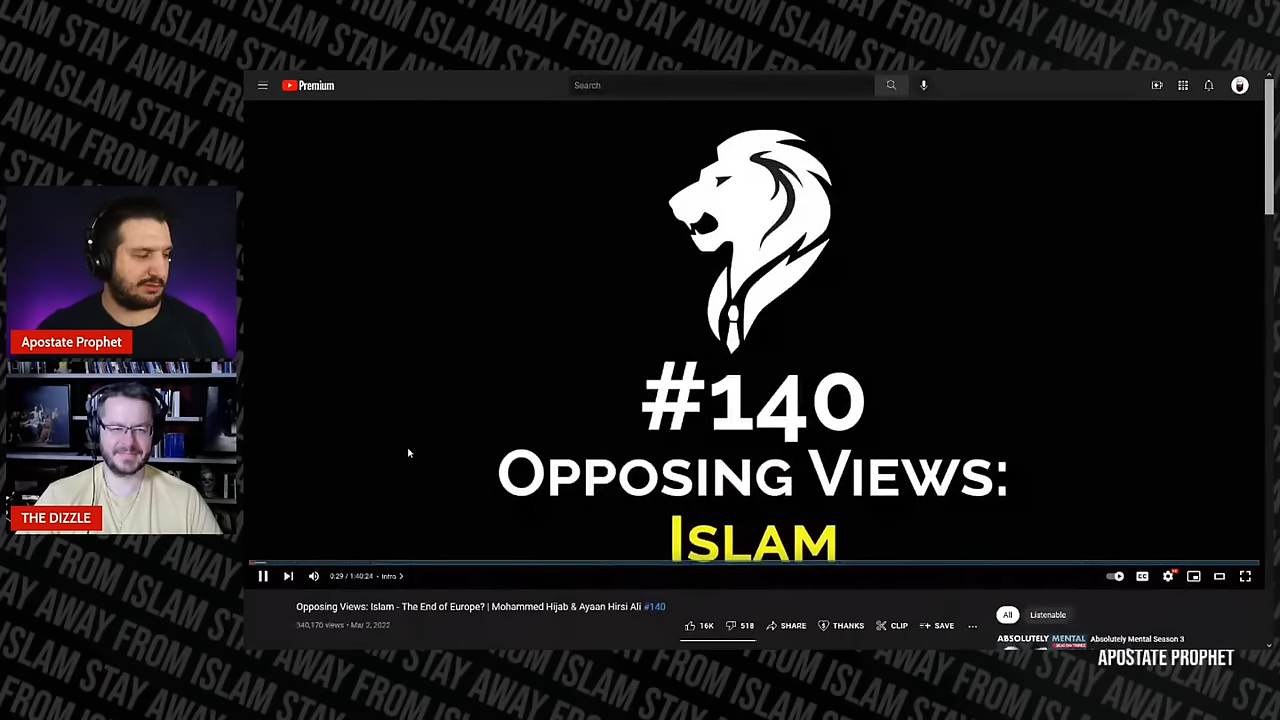 STAY AWAY FROM ISLAM
Premium
Search
#140
OPPOSING VIEWS:
ISLAM
Apostate Prophet
THE DIZZLE
0:29 / 1:40:24 • Intro
CC
Opposing Views: Islam - The End of Europe? | Mohammed Hijab & Ayaan Hirsi Ali #140
340,170 views • Mar 2, 2022
16K
518
SHARE
THANKS
CLIP
SAVE
All
Listenable
ABSOLUTELY MENTAL
Absolutely Mental Season 3
APOSTATE PROPHET